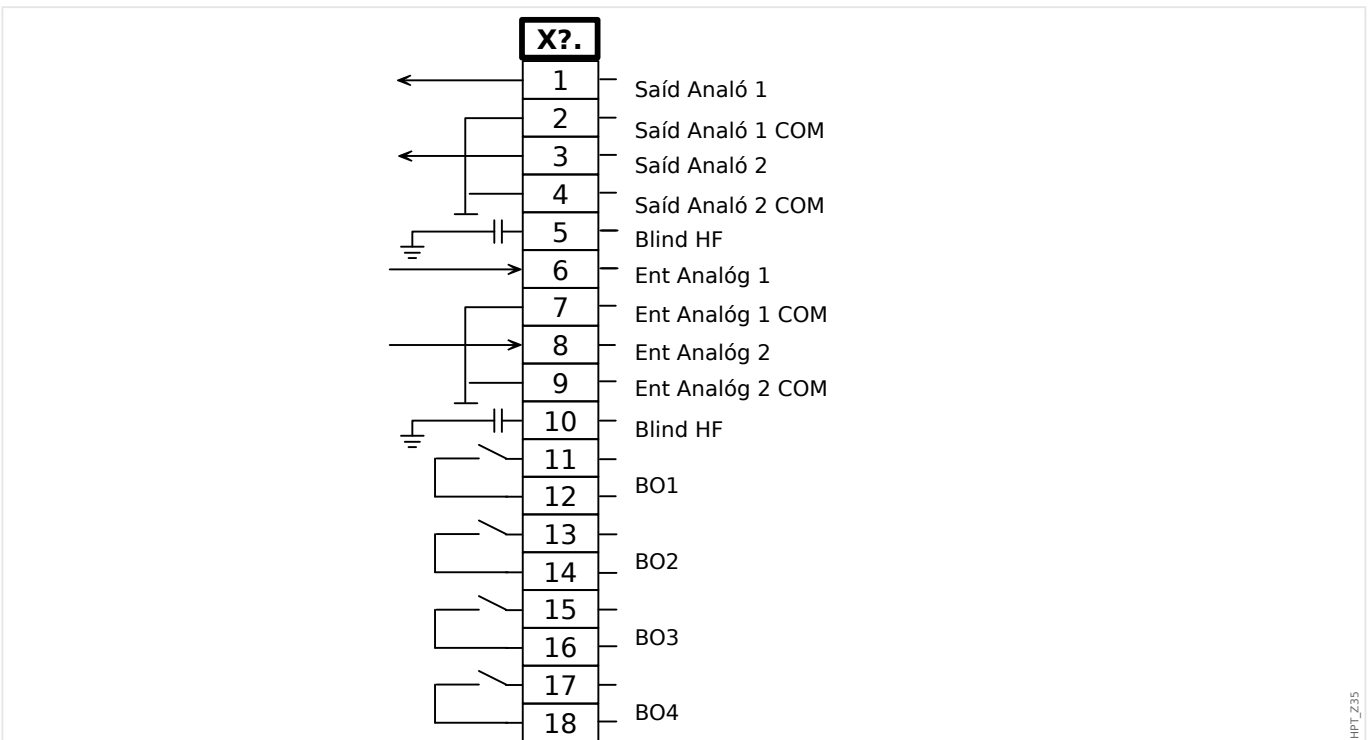 X?.
1 Saíd Analó 1
2 Saíd Analó 1 COM
3 Saíd Analó 2
4 Saíd Analó 2 COM
5 Blind HF
6 Ent Analóg 1
7 Ent Analóg 1 COM
8 Ent Analóg 2
9 Ent Analóg 2 COM
10 Blind HF
11
BO1
12
13
BO2
14
15
BO3
16
17
BO4
18
HPT_Z35